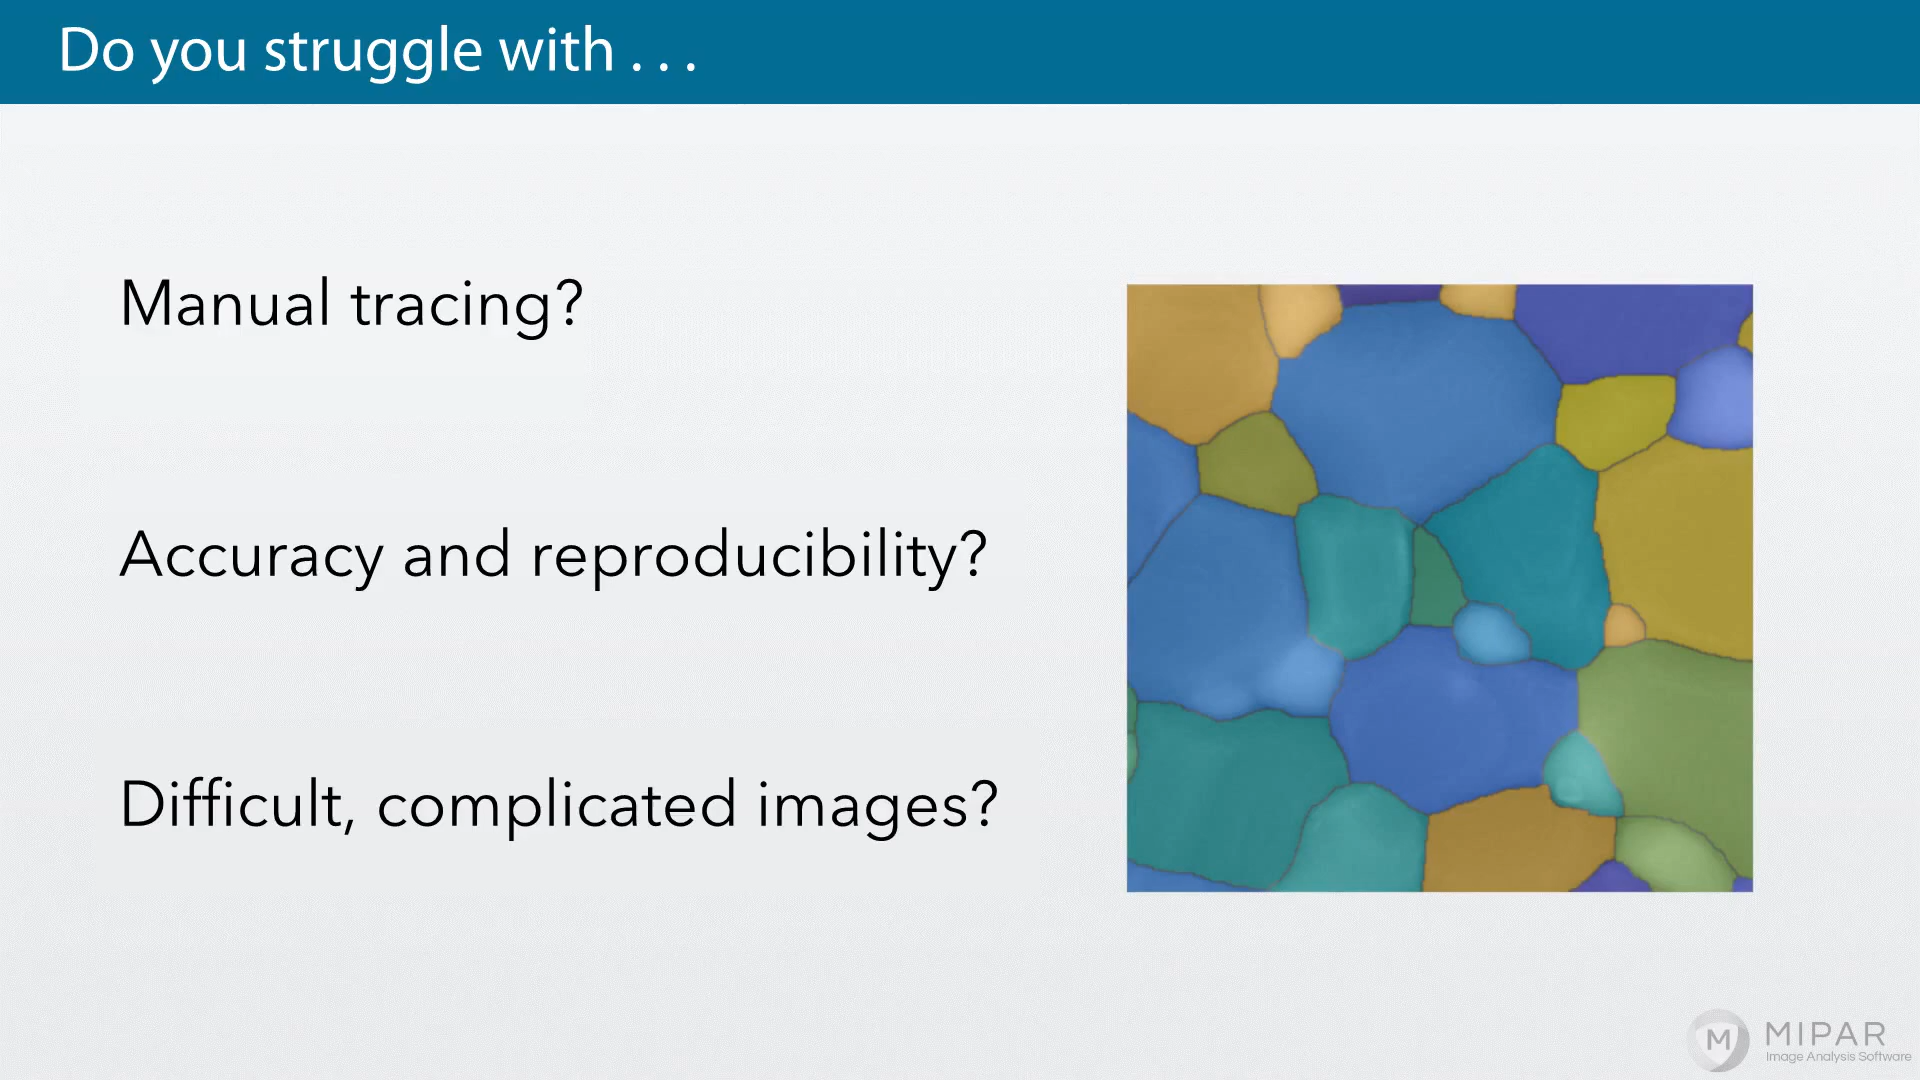 Do you struggle with . . .
Manual tracing?
Accuracy and reproducibility?
Difficult, complicated images?
M
MIPAR
Image Analysis Software